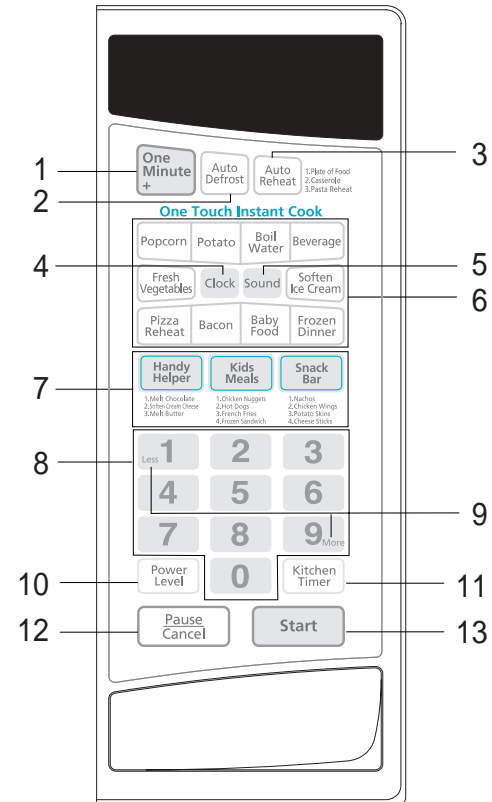 One
Minute
+
Auto
Defrost
Auto
Reheat
1.Plate of Food
2.Casserole
3.Pasta Reheat
1
2
3
One Touch Instant Cook
Popcorn
Potato
Boil
Water
Beverage
4
5
Fresh
Vegetables
Clock
Sound
Soften
Ice Cream
6
Pizza
Reheat
Bacon
Baby
Food
Frozen
Dinner
7
Handy
Helper
Kids
Meals
Snack
Bar
1.Melt Chocolate
2.Soften Cream Cheese
3.Melt Butter
1.Chicken Nuggets
2.Hot Dogs
3.French Fries
4.Frozen Sandwich
1.Nachos
2.Chicken Wings
3.Potato Skins
4.Cheese Sticks
8
Less 1 2 3
4 5 6
9
7 8 9 More
0
10
Power
Level
Kitchen
Timer
11
12
Pause
Cancel
Start
13